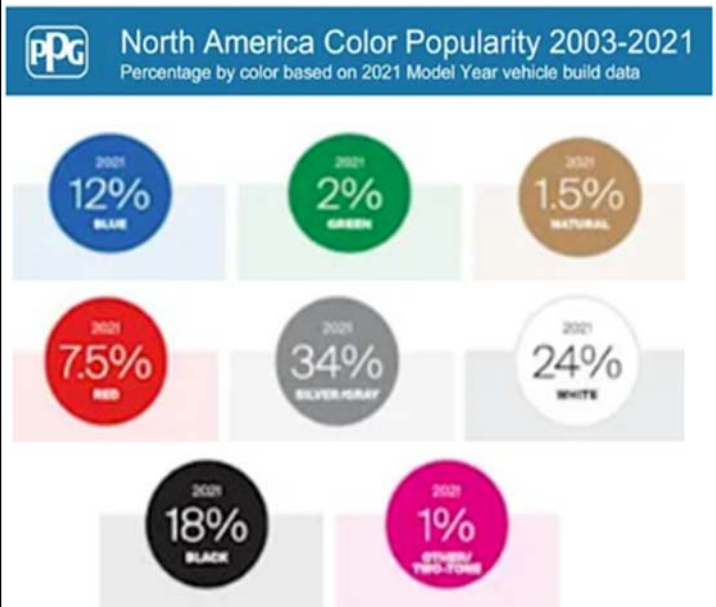 PPG
North America Color Popularity 2003-2021
Percentage by color based on 2021 Model Year vehicle build data
2021
12%
BLUE
2021
2%
GREEN
2021
1.5%
NATURAL
2021
7.5%
RED
2021
34%
SILVER/GRAY
2021
24%
WHITE
2021
18%
BLACK
2021
1%
OTHER/
TWO-TONE